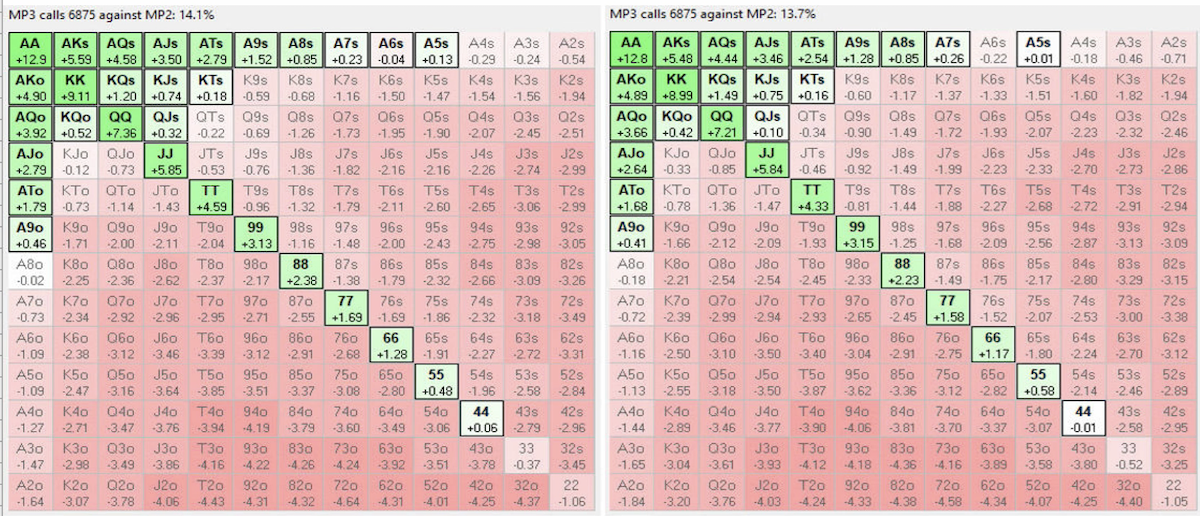 MP3 calls 6875 against MP2: 14.1%
AA AKs AQs AJs ATs A9s A8s A7s A6s A5s A4s A3s A2s
+12.9 +5.59 +4.58 +3.50 +2.79 +1.52 +0.85 +0.23 -0.04 +0.13 -0.29 -0.24 -0.54
AKo KK KQs KJs KTs K9s K8s K7s K6s K5s K4s K3s K2s
+4.90 +9.11 +1.20 +0.74 +0.18 -0.59 -0.68 -1.16 -1.50 -1.47 -1.54 -1.56 -1.94
AQo KQo QQ QJs QTs Q9s Q8s Q7s Q6s Q5s Q4s Q3s Q2s
+3.92 +0.52 +7.36 +0.32 -0.22 -0.69 -1.26 -1.73 -1.95 -1.90 -2.07 -2.45 -2.51
AJo KJo QJo JJ JTs J9s J8s J7s J6s J5s J4s J3s J2s
+2.79 -0.12 -0.73 +5.85 -0.53 -0.76 -1.36 -1.82 -2.16 -2.16 -2.26 -2.74 -2.99
ATo KTo QTo JTo TT T9s T8s T7s T6s T5s T4s T3s T2s
+1.79 -0.73 -1.14 -1.43 +4.59 -0.96 -1.32 -1.79 -2.11 -2.60 -2.65 -3.06 -2.99
A9o K9o Q9o J9o T9o 99 98s 97s 96s 95s 94s 93s 92s
+0.46 -1.71 -2.00 -2.11 -2.04 +3.13 -1.16 -1.48 -2.00 -2.43 -2.75 -2.98 -3.05
A8o K8o Q8o J8o T8o 98o 88 87s 86s 85s 84s 83s 82s
-0.02 -2.25 -2.36 -2.62 -2.37 -2.17 +2.38 -1.38 -1.79 -2.32 -2.66 -3.09 -3.26
A7o K7o Q7o J7o T7o 97o 87o 77 76s 75s 74s 73s 72s
-0.73 -2.34 -2.92 -2.96 -2.95 -2.71 -2.55 +1.69 -1.69 -1.86 -2.32 -3.18 -3.49
A6o K6o Q6o J6o T6o 96o 86o 76o 66 65s 64s 63s 62s
-1.09 -2.38 -3.12 -3.46 -3.39 -3.12 -2.91 -2.68 +1.28 -1.91 -2.27 -2.72 -3.31
A5o K5o Q5o J5o T5o 95o 85o 75o 65o 55 54s 53s 52s
-1.09 -2.47 -3.16 -3.64 -3.85 -3.51 -3.37 -3.08 -2.80 +0.48 -1.96 -2.58 -2.84
A4o K4o Q4o J4o T4o 94o 84o 74o 64o 54o 44 43s 42s
-1.27 -2.71 -3.47 -3.76 -3.94 -4.19 -3.79 -3.60 -3.49 -3.06 +0.06 -2.79 -2.96
A3o K3o Q3o J3o T3o 93o 83o 73o 63o 53o 43o 33 32s
-1.47 -2.98 -3.49 -3.86 -4.16 -4.22 -4.26 -4.24 -3.92 -3.51 -3.78 -0.37 -3.45
A2o K2o Q2o J2o T2o 92o 82o 72o 62o 52o 42o 32o 22
-1.64 -3.07 -3.78 -4.06 -4.43 -4.31 -4.32 -4.64 -4.31 -4.01 -4.25 -4.37 -1.06
MP3 calls 6875 against MP2: 13.7%
AA AKs AQs AJs ATs A9s A8s A7s A6s A5s A4s A3s A2s
+12.8 +5.48 +4.44 +3.46 +2.54 +1.28 +0.85 +0.26 -0.22 +0.01 -0.18 -0.46 -0.71
AKo KK KQs KJs KTs K9s K8s K7s K6s K5s K4s K3s K2s
+4.89 +8.99 +1.49 +0.75 +0.16 -0.60 -1.17 -1.37 -1.33 -1.51 -1.60 -1.82 -1.94
AQo KQo QQ QJs QTs Q9s Q8s Q7s Q6s Q5s Q4s Q3s Q2s
+3.66 +0.42 +7.21 +0.10 -0.34 -0.90 -1.49 -1.72 -1.93 -2.07 -2.23 -2.32 -2.46
AJo KJo QJo JJ JTs J9s J8s J7s J6s J5s J4s J3s J2s
+2.64 -0.33 -0.85 +5.84 -0.46 -0.92 -1.49 -1.99 -2.23 -2.33 -2.70 -2.73 -2.86
ATo KTo QTo JTo TT T9s T8s T7s T6s T5s T4s T3s T2s
+1.68 -0.78 -1.36 -1.47 +4.33 -0.81 -1.44 -1.88 -2.27 -2.68 -2.72 -2.91 -2.94
A9o K9o Q9o J9o T9o 99 98s 97s 96s 95s 94s 93s 92s
+0.41 -1.66 -2.12 -2.09 -1.93 +3.15 -1.25 -1.68 -2.09 -2.56 -2.87 -3.13 -3.09
A8o K8o Q8o J8o T8o 98o 88 87s 86s 85s 84s 83s 82s
-0.18 -2.21 -2.54 -2.54 -2.45 -2.33 +2.23 -1.49 -1.75 -2.17 -2.80 -3.29 -3.15
A7o K7o Q7o J7o T7o 97o 87o 77 76s 75s 74s 73s 72s
-0.72 -2.39 -2.99 -2.94 -2.93 -2.65 -2.45 +1.58 -1.52 -2.07 -2.53 -3.00 -3.38
A6o K6o Q6o J6o T6o 96o 86o 76o 66 65s 64s 63s 62s
-1.16 -2.50 -3.10 -3.50 -3.40 -3.04 -2.91 -2.75 +1.17 -1.80 -2.24 -2.70 -3.12
A5o K5o Q5o J5o T5o 95o 85o 75o 65o 55 54s 53s 52s
-1.13 -2.55 -3.18 -3.50 -3.87 -3.62 -3.36 -3.12 -2.82 +0.58 -2.14 -2.46 -2.89
A4o K4o Q4o J4o T4o 94o 84o 74o 64o 54o 44 43s 42s
-1.44 -2.89 -3.46 -3.77 -3.90 -4.06 -3.81 -3.70 -3.37 -3.07 -0.01 -2.58 -2.95
A3o K3o Q3o J3o T3o 93o 83o 73o 63o 53o 43o 33 32s
-1.65 -3.04 -3.61 -3.93 -4.12 -4.18 -4.36 -4.16 -3.89 -3.58 -3.80 -0.52 -3.25
A2o K2o Q2o J2o T2o 92o 82o 72o 62o 52o 42o 32o 22
-1.84 -3.20 -3.76 -4.03 -4.24 -4.33 -4.38 -4.58 -4.34 -4.07 -4.25 -4.40 -1.05